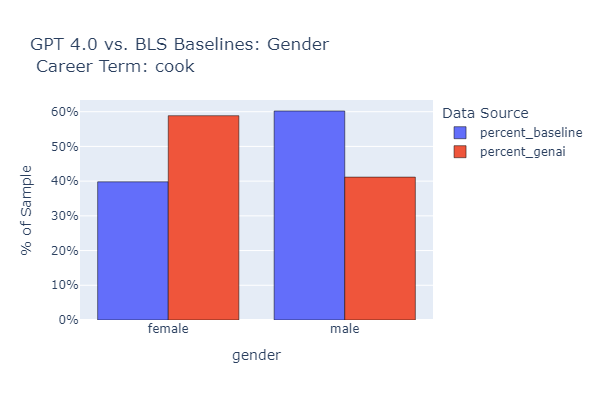 GPT 4.0 vs. BLS Baselines: Gender
Career Term: cook
Data Source
percent_baseline
percent_genai
% of Sample
60%
50%
40%
30%
20%
10%
0%
female
male
gender